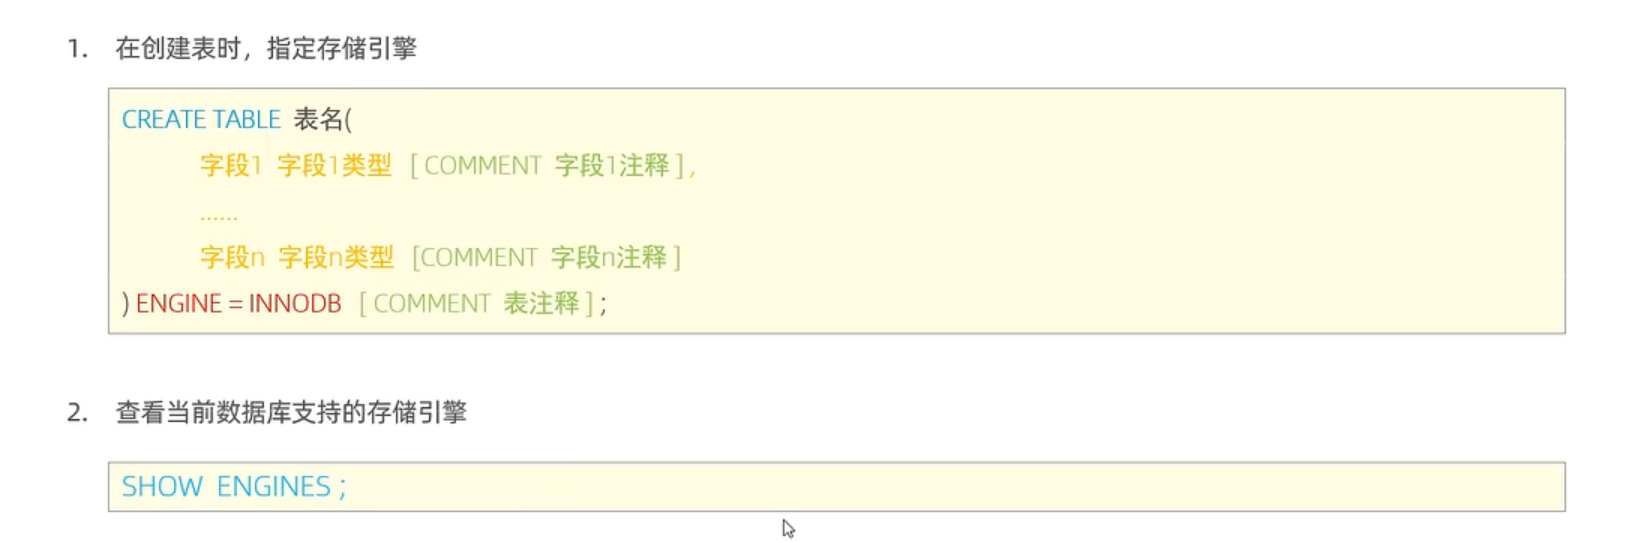 1. 在创建表时，指定存储引擎
CREATE TABLE 表名(
字段1 字段1类型 [ COMMENT 字段1注释 ] ,
......
字段n 字段n类型 [COMMENT 字段n注释 ]
) ENGINE = INNODB [ COMMENT 表注释 ] ;
2. 查看当前数据库支持的存储引擎
SHOW ENGINES ;